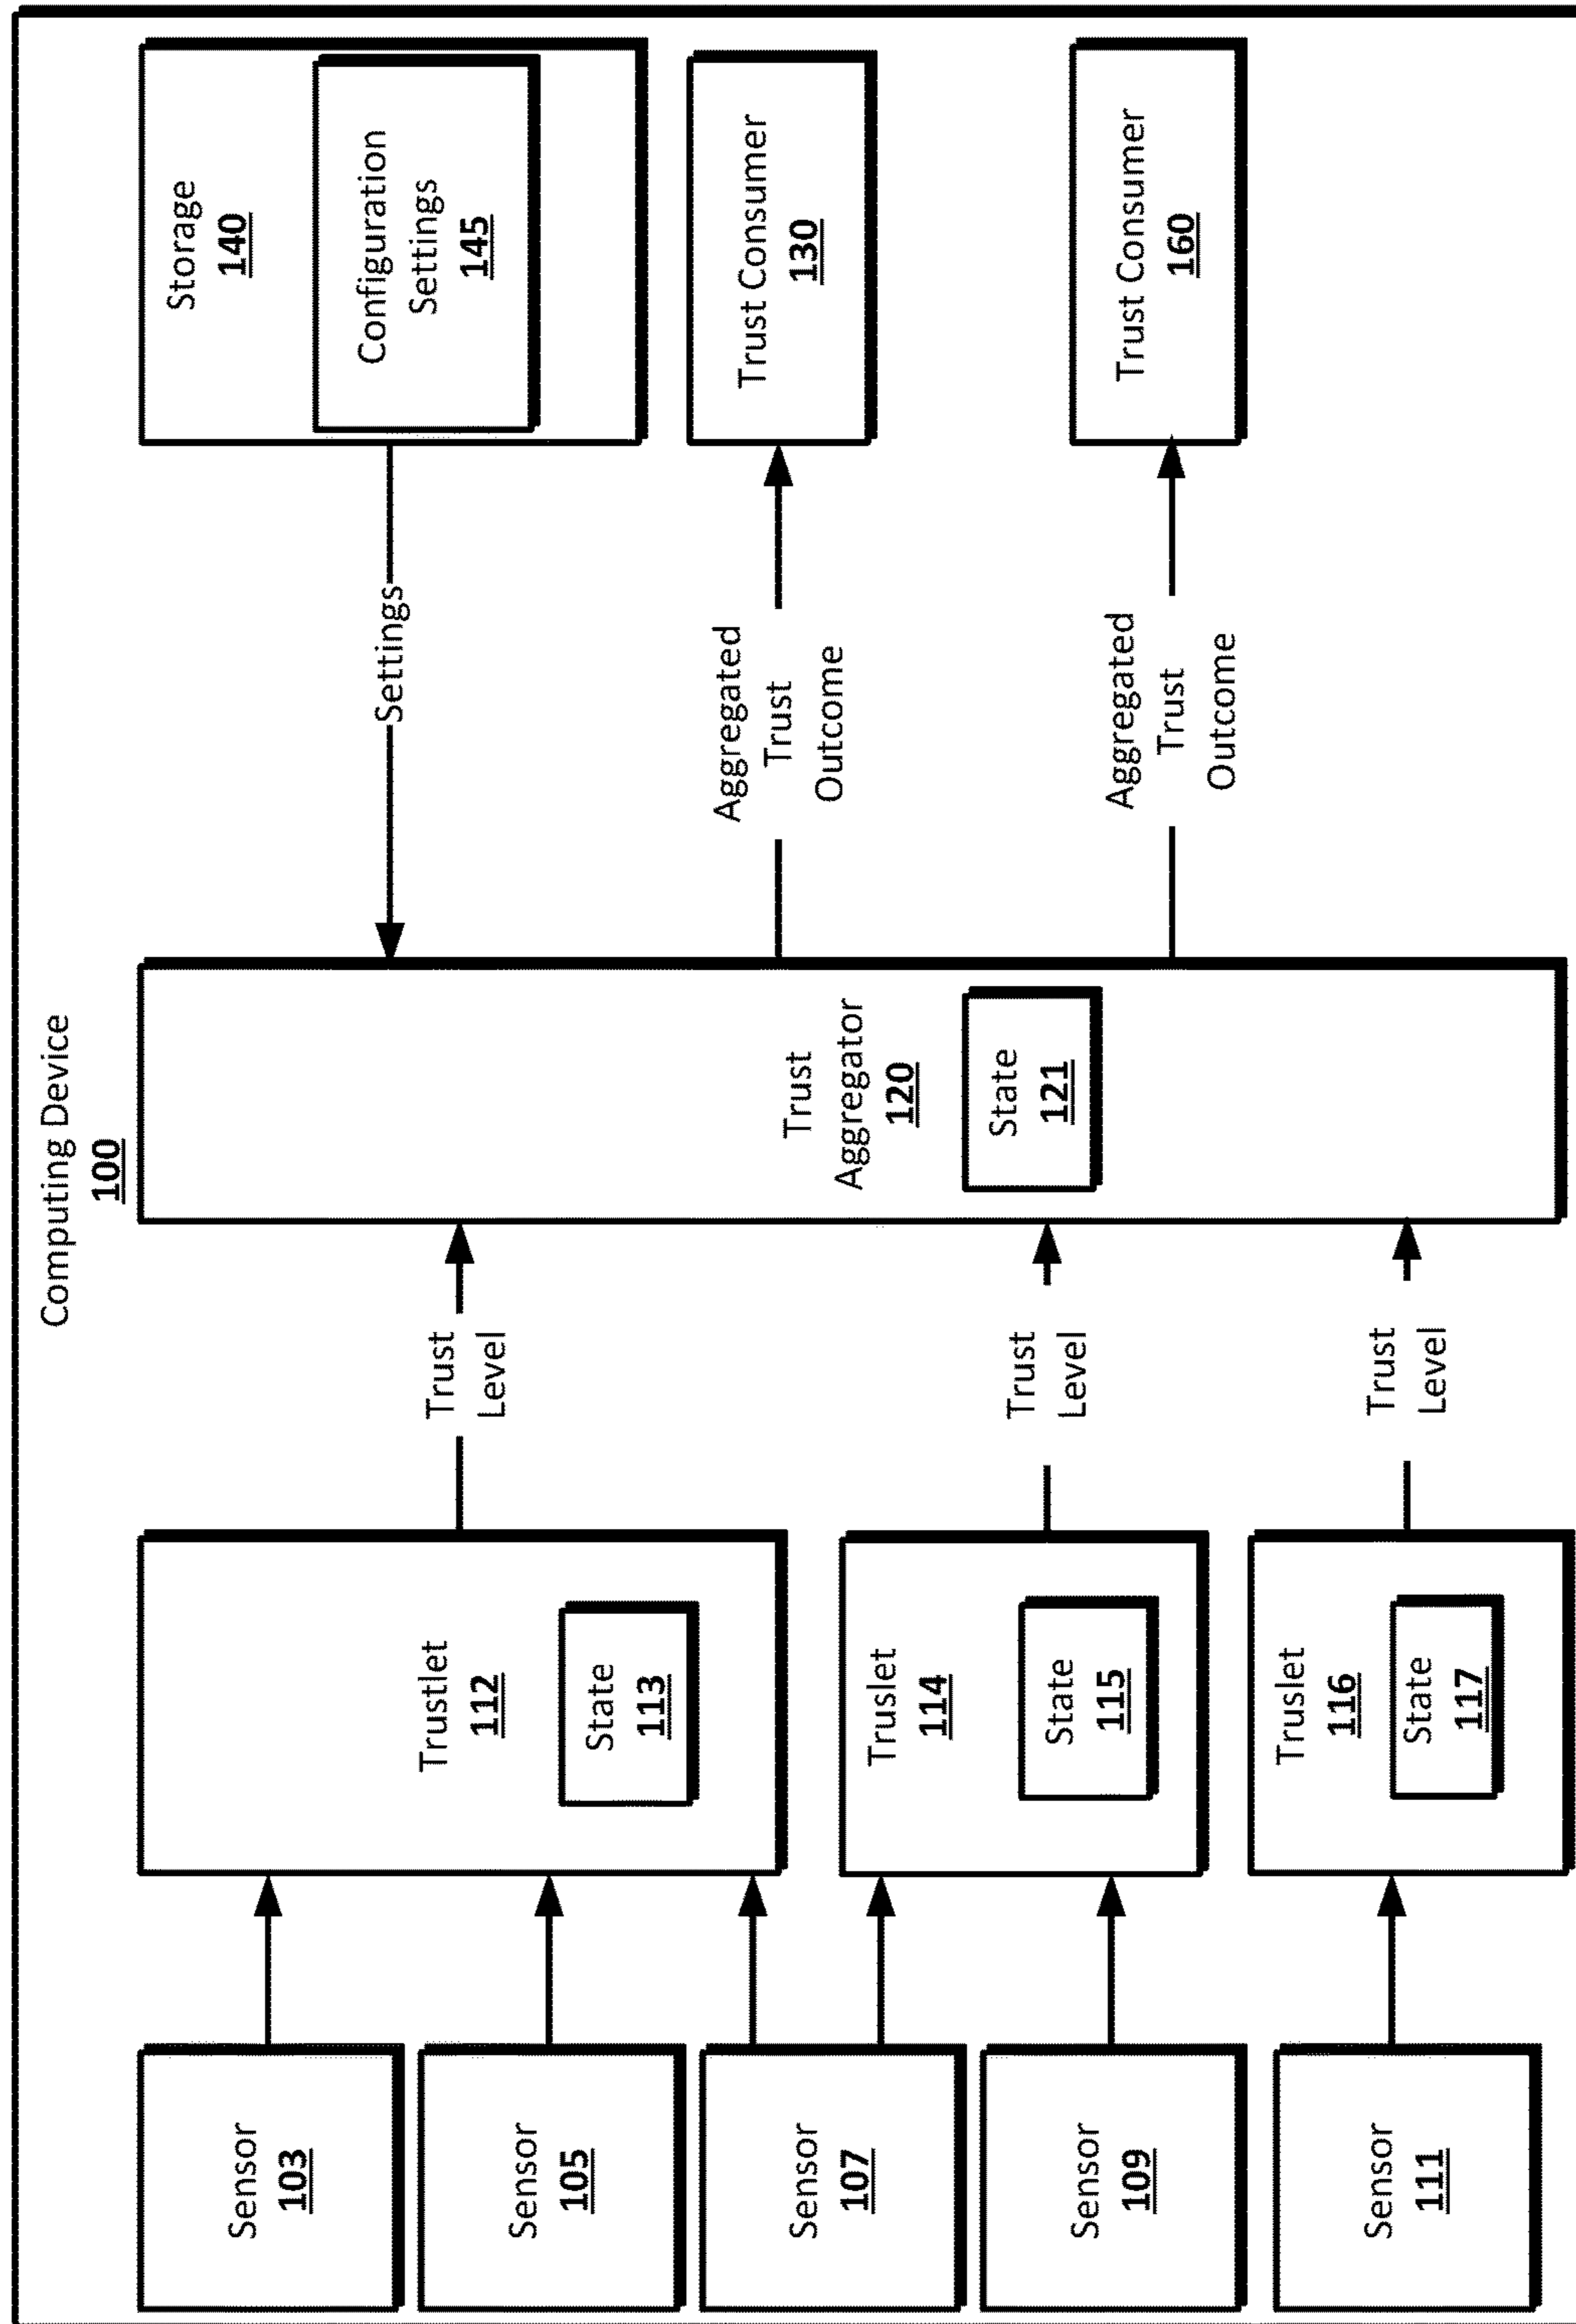 Computing Device
100
Sensor
103
Sensor
105
Sensor
107
Sensor
109
Sensor
111
Trustlet
112
State
113
Truslet
114
State
115
Truslet
116
State
117
Trust
Level
Trust
Level
Trust
Level
Trust
Aggregator
120
State
121
Settings
Aggregated
Trust
Outcome
Aggregated
Trust
Outcome
Storage
140
Configuration
Settings
145
Trust Consumer
130
Trust Consumer
160